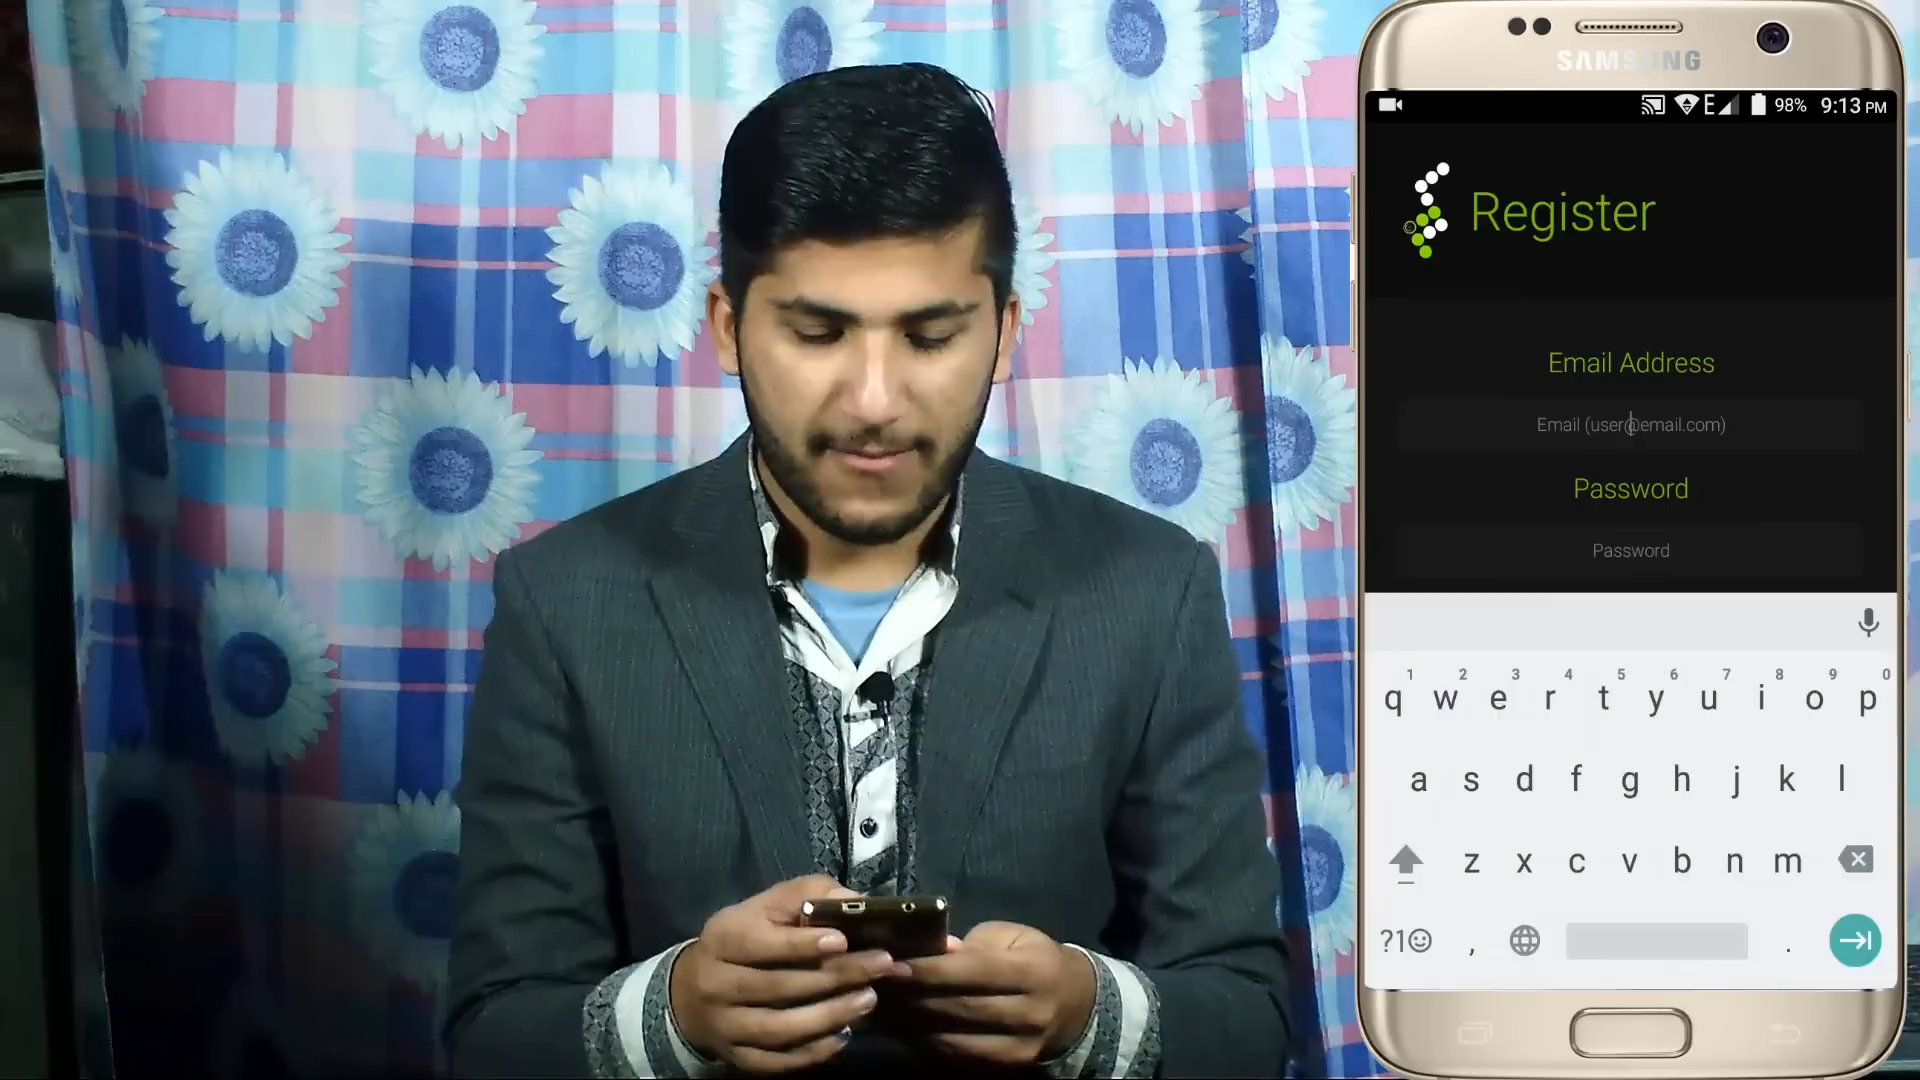 SAMSUNG
E 98% 9:13 PM
Register
Email Address
Email (user@email.com)
Password
Password
1 2 3 4 5 6 7 8 9 0
q w e r t y u i o p
a s d f g h j k l
z x c v b n m
?1☺ , .